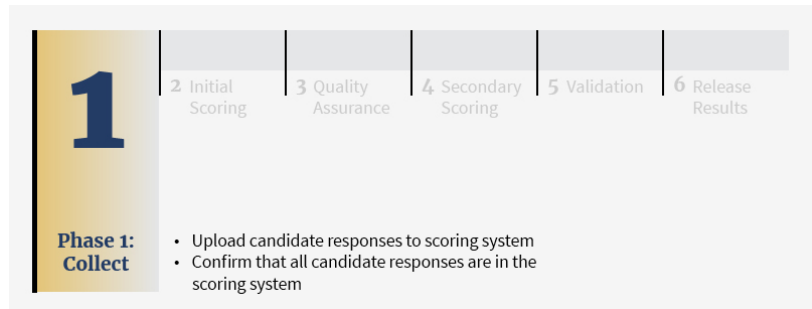 1
2 Initial
Scoring
3 Quality
Assurance
4 Secondary
Scoring
5 Validation
6 Release
Results
Phase 1:
Collect
• Upload candidate responses to scoring system
• Confirm that all candidate responses are in the
scoring system